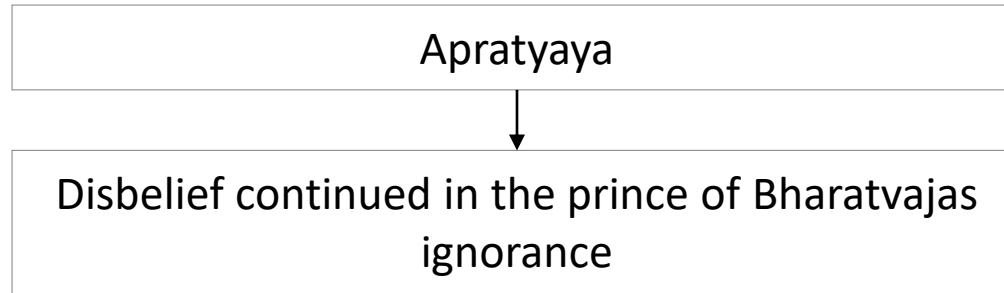 Apratyaya
Disbelief continued in the prince of Bharatvajas
ignorance